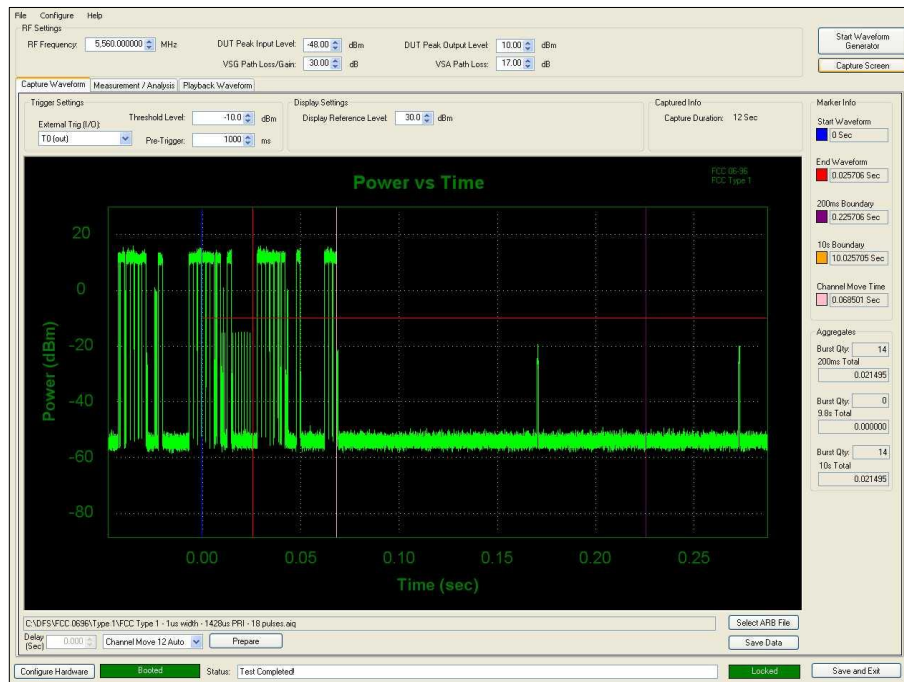 File Configure Help
RF Settings
RF Frequency: 5,560.000000 MHz
DUT Peak Input Level: -48.00 dBm
DUT Peak Output Level: 10.00 dBm
VSG Path Loss/Gain: 30.00 dB
VSA Path Loss: 17.00 dB
Start Waveform Generator
Capture Screen
Capture Waveform Measurement / Analysis Playback Waveform
Trigger Settings
External Trig (I/O):
T0 (out)
Threshold Level: -10.0 dBm
Pre-Trigger: 1000 ms
Display Settings
Display Reference Level: 30.0 dBm
Captured Info
Capture Duration: 12 Sec
Marker Info
Start Waveform
0 Sec
End Waveform
0.025706 Sec
200ms Boundary
0.225706 Sec
10s Boundary
10.025705 Sec
Channel Move Time
0.068501 Sec
Aggregates
Burst Qty: 14
200ms Total
0.021495
Burst Qty: 0
9.8s Total
0.000000
Burst Qty: 14
10s Total
0.021495
Power vs Time
FCC 06-96
FCC Type 1
Power (dBm)
20
0
-20
-40
-60
-80
0.00 0.05 0.10 0.15 0.20 0.25
Time (sec)
C:\DFS\FCC 0696\Type 1\FCC Type 1 - 1us width - 1428us PRI - 18 pulses.aiq
Select ARB File
Delay (Sec) 0.000 Channel Move 12 Auto Prepare
Save Data
Configure Hardware Booted Status: Test Completed! Locked Save and Exit